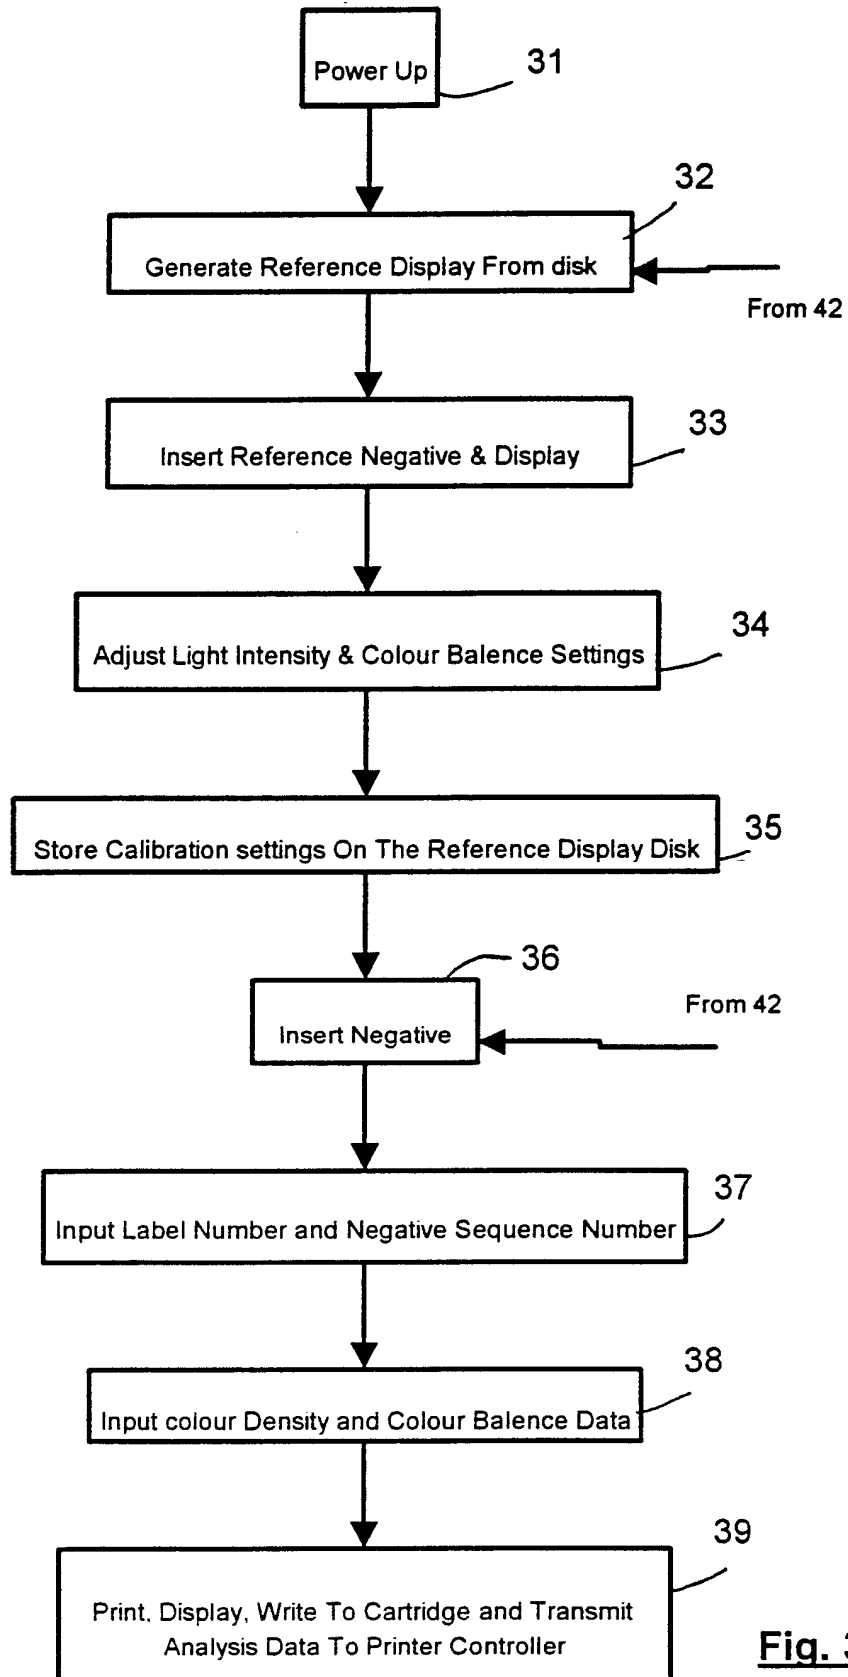 Power Up
31
32
Generate Reference Display From disk
From 42
33
Insert Reference Negative & Display
34
Adjust Light Intensity & Colour Balence Settings
35
Store Calibration settings On The Reference Display Disk
36
From 42
Insert Negative
37
Input Label Number and Negative Sequence Number
38
Input colour Density and Colour Balence Data
39
Print, Display, Write To Cartridge and Transmit
Analysis Data To Printer Controller
Fig.